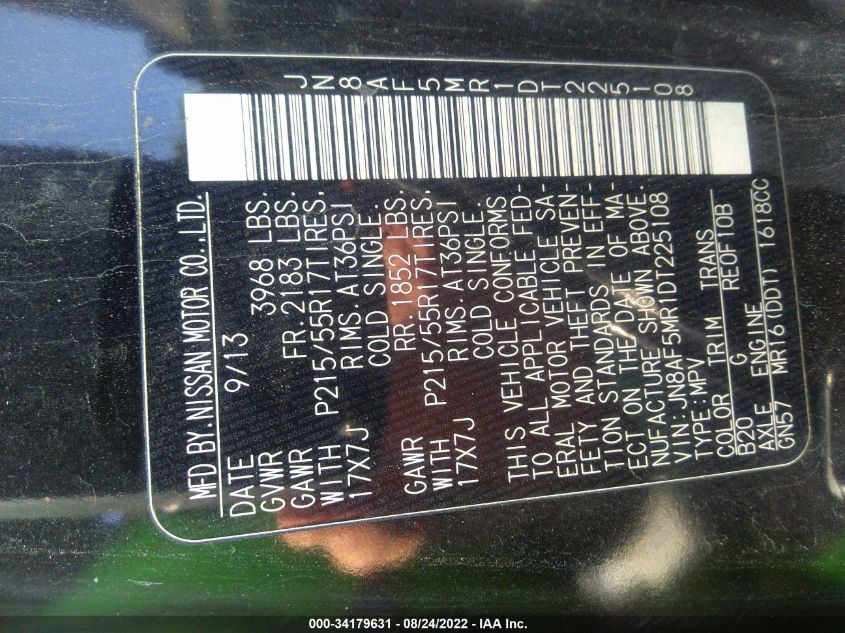 JN8AF5MR1DT225108
MFD BY.NISSAN MOTOR CO.,LTD.
DATE 9/13
GVWR 3968 LBS.
GAWR FR.2183 LBS.
WITH P215/55R17TIRES,
17X7J RIMS.AT36PSI
COLD SINGLE.
GAWR RR. 1852 LBS.
WITH P215/55R17TIRES,
17X7J RIMS.AT36PSI
COLD SINGLE.
THIS VEHICLE CONFORMS
TO ALL APPLICABLE FED-
ERAL MOTOR VEHICLE SA-
FETY AND THEFT PREVEN-
TION STANDARDS IN EFF-
ECT ON THE DATE OF MA-
NUFACTURE SHOWN ABOVE.
VIN:JN8AF5MR1DT225108
TYPE:MPV
COLOR TRIM TRANS
B20 G REOF10B
AXLE ENGINE
GN57 MR16(DDT) 1618CC
000-34179631 - 08/24/2022 - IAA Inc.